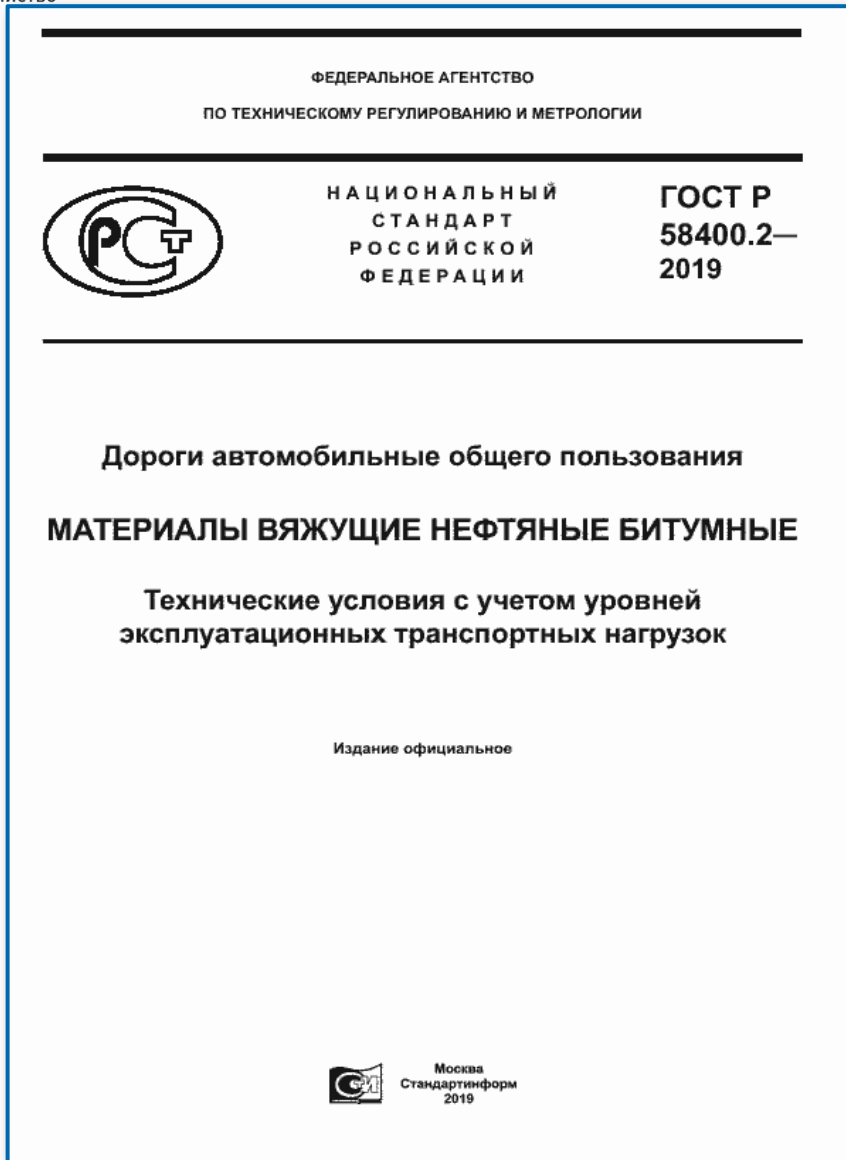 ФЕДЕРАЛЬНОЕ АГЕНТСТВО
ПО ТЕХНИЧЕСКОМУ РЕГУЛИРОВАНИЮ И МЕТРОЛОГИИ
НАЦИОНАЛЬНЫЙ
СТАНДАРТ
РОССИЙСКОЙ
ФЕДЕРАЦИИ
ГОСТ Р
58400.2—
2019
Дороги автомобильные общего пользования
МАТЕРИАЛЫ ВЯЖУЩИЕ НЕФТЯНЫЕ БИТУМНЫЕ
Технические условия с учетом уровней
эксплуатационных транспортных нагрузок
Издание официальное
Москва
Стандартинформ
2019